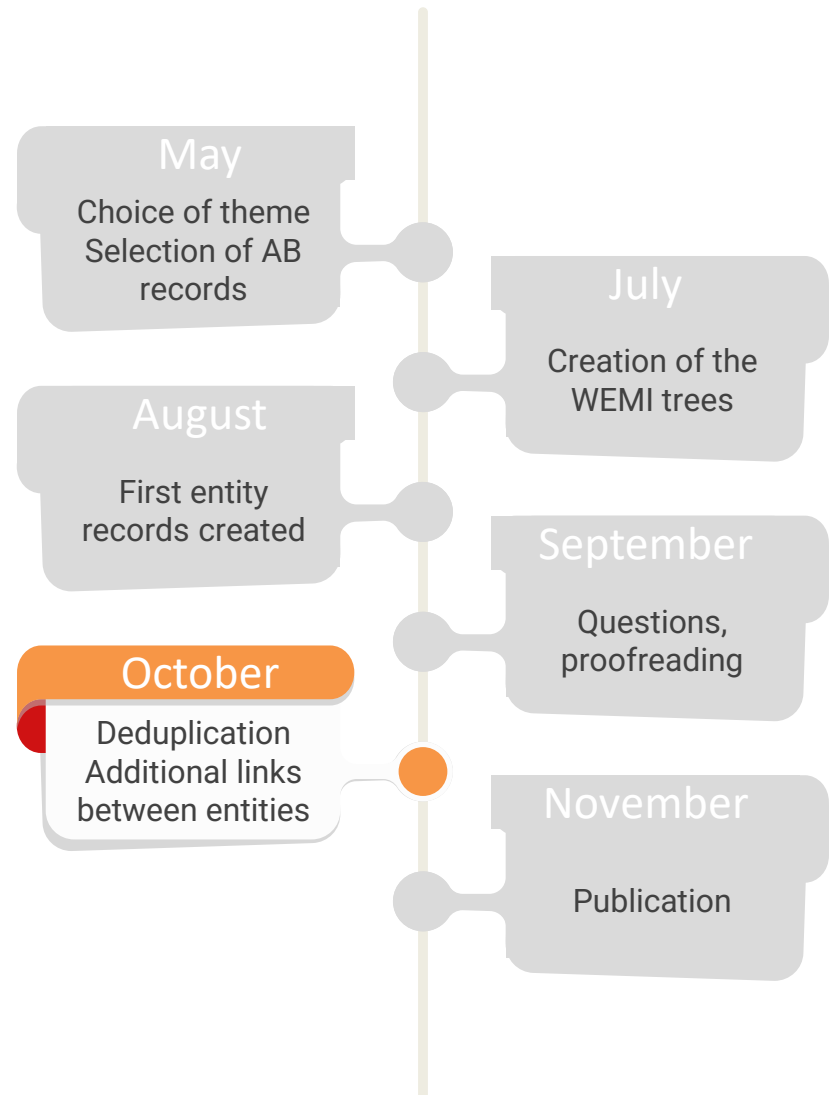 May
Choice of theme
Selection of AB
records
July
Creation of the
WEMI trees
August
First entity
records created
September
Questions,
proofreading
October
Deduplication
Additional links
between entities
November
Publication